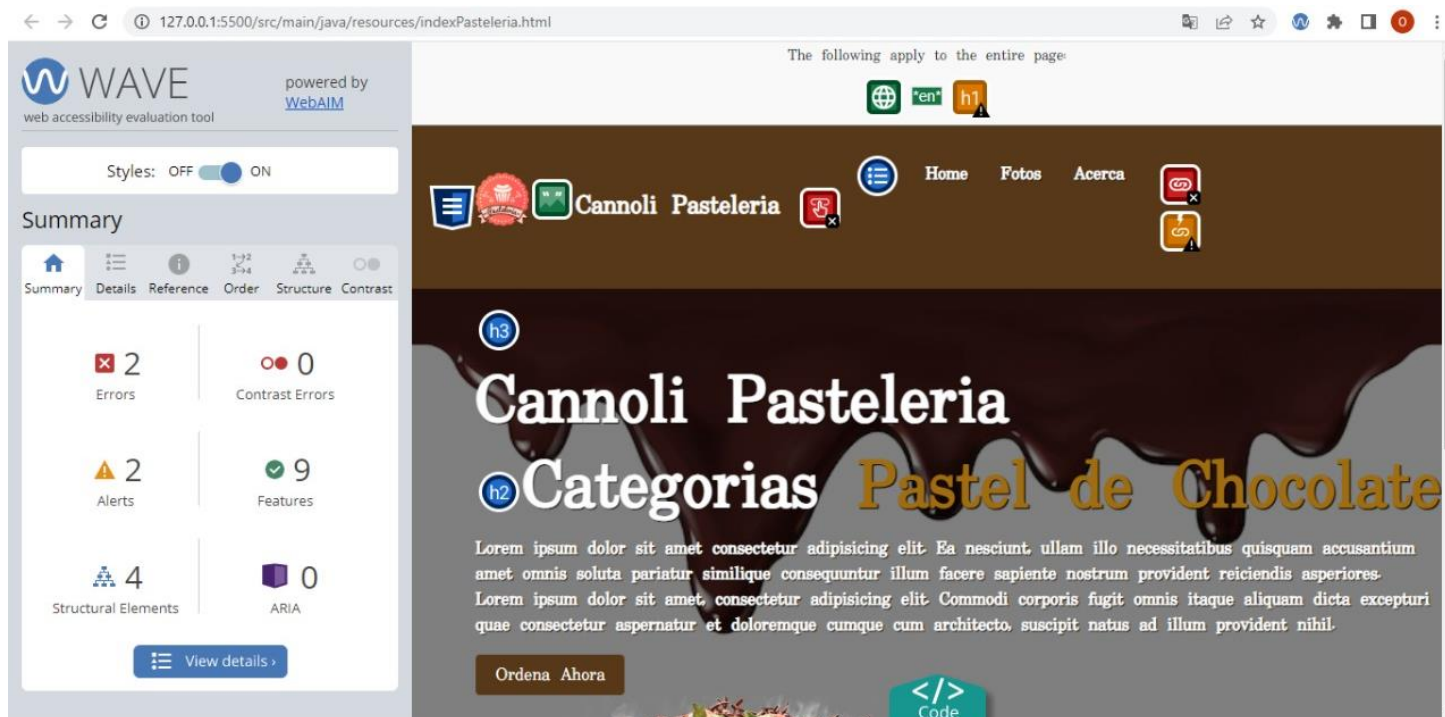 127.0.0.1:5500/src/main/java/resources/indexPasteleria.html
O
WAVE
web accessibility evaluation tool
powered by
WebAIM
Styles: OFF ON
Summary
Summary Details Reference Order Structure Contrast
2
Errors
0
Contrast Errors
2
Alerts
9
Features
4
Structural Elements
0
ARIA
View details ›
The following apply to the entire page:
*en* h1
Cannoli Pasteleria
Home Fotos Acerca
h3
Cannoli Pasteleria
h2 Categorias Pastel de Chocolate
Lorem ipsum dolor sit amet consectetur adipisicing elit. Ea nesciunt, ullam illo necessitatibus quisquam accusantium
amet omnis soluta pariatur similique consequuntur illum facere sapiente nostrum provident reiciendis asperiores.
Lorem ipsum dolor sit amet, consectetur adipisicing elit. Commodi corporis fugit omnis itaque aliquam dicta excepturi
quae consectetur aspernatur et doloremque cumque cum architecto, suscipit natus ad illum provident nihil.
Ordena Ahora
</>
Code